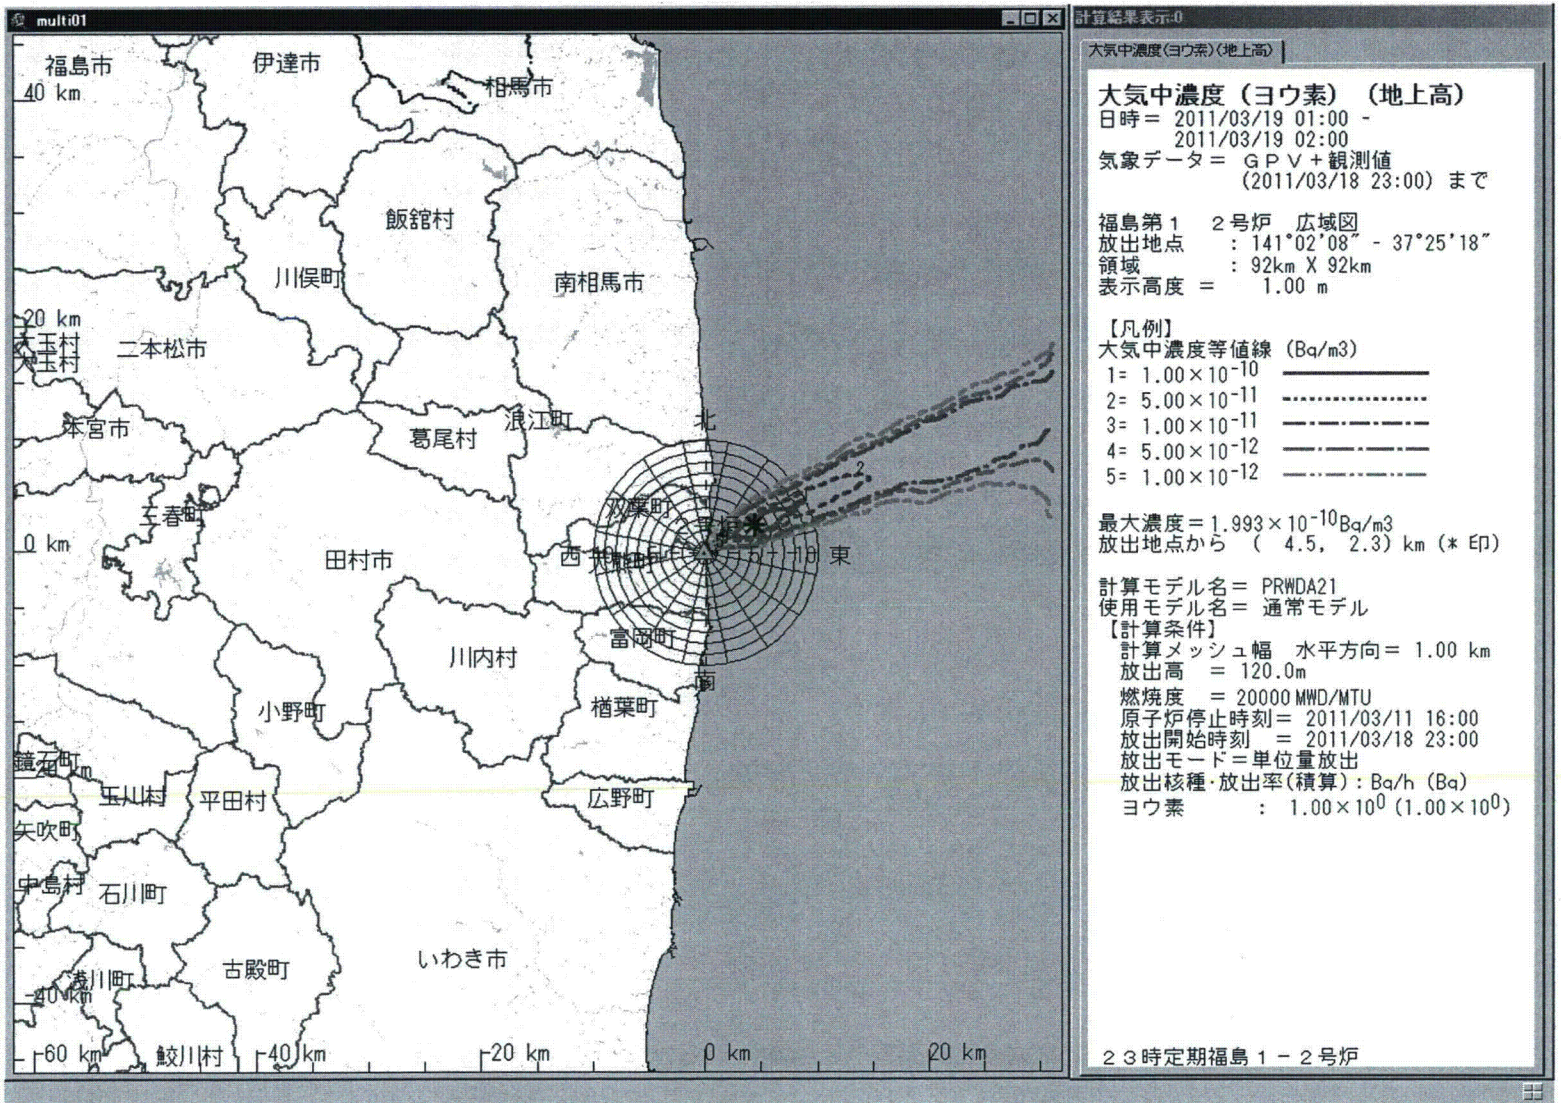 multi01
福島市
伊達市
相馬市
40 km
飯舘村
川俣町
南相馬市
20 km
大玉村
大玉村
二本松市
本宮市
葛尾村
浪江町
北
2
三春町
双葉町
0 km
田村市
西
10
東
川内村
富岡町
南
小野町
楢葉町
鏡石町
玉川村
平田村
広野町
矢吹町
中島村
石川町
いわき市
古殿町
浅川町
-40 km
鮫川村
-60 km
-40 km
-20 km
0 km
20 km
計算結果表示:0
大気中濃度(ヨウ素)(地上高)
大気中濃度(ヨウ素) (地上高)
日時= 2011/03/19 01:00 -
2011/03/19 02:00
気象データ= GPV+観測値
(2011/03/18 23:00) まで
福島第1 2号炉 広域図
放出地点 : 141°02'08" - 37°25'18"
領域 : 92km X 92km
表示高度 = 1.00 m
【凡例】
大気中濃度等値線 (Bq/m3)
1= 1.00×10⁻¹⁰
2= 5.00×10⁻¹¹
3= 1.00×10⁻¹¹
4= 5.00×10⁻¹²
5= 1.00×10⁻¹²
最大濃度=1.993×10⁻¹⁰Bq/m3
放出地点から ( 4.5, 2.3) km (* 印)
計算モデル名= PRWDA21
使用モデル名= 通常モデル
【計算条件】
計算メッシュ幅 水平方向= 1.00 km
放出高 = 120.0m
燃焼度 = 20000MWD/MTU
原子炉停止時刻= 2011/03/11 16:00
放出開始時刻 = 2011/03/18 23:00
放出モード=単位量放出
放出核種・放出率(積算):Bq/h (Bq)
ヨウ素 : 1.00×10⁰ (1.00×10⁰)
23時定期福島1-2号炉